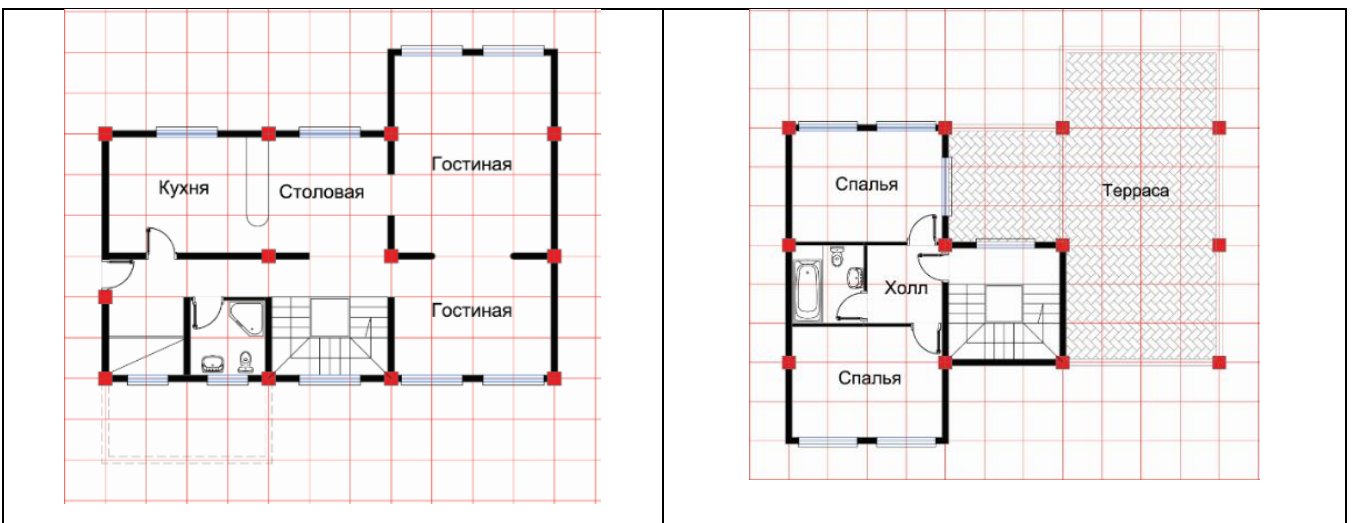 Гостиная
Кухня
Столовая
Гостиная
Спалья
Терраса
Холл
Спалья